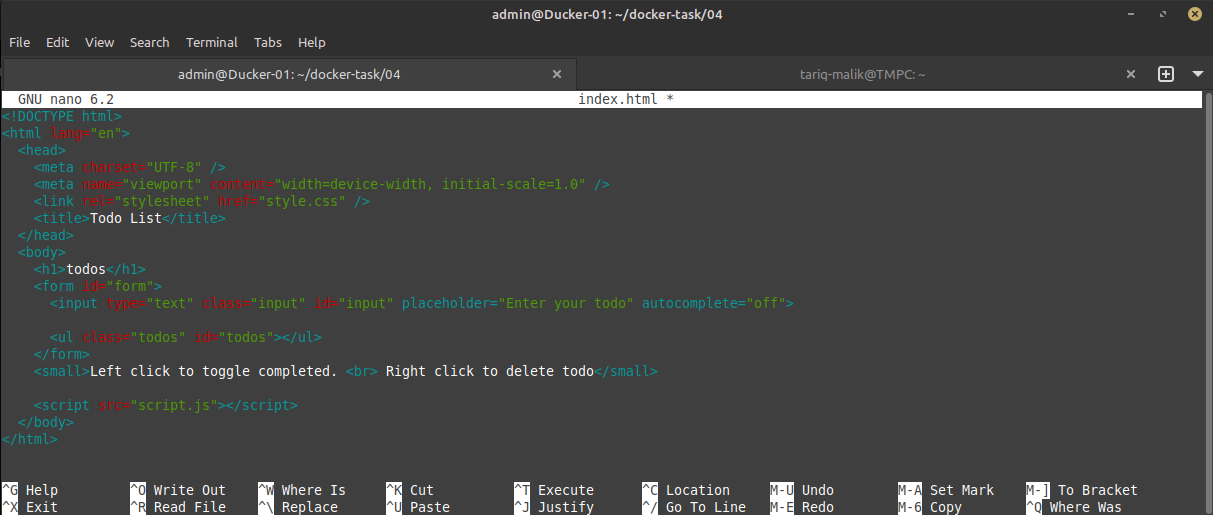 admin@Ducker-01: ~/docker-task/04
File Edit View Search Terminal Tabs Help
admin@Ducker-01: ~/docker-task/04 × tariq-malik@TMPC: ~ ×
GNU nano 6.2 index.html *
<!DOCTYPE html>
<html lang="en">
  <head>
    <meta charset="UTF-8" />
    <meta name="viewport" content="width=device-width, initial-scale=1.0" />
    <link rel="stylesheet" href="style.css" />
    <title>Todo List</title>
  </head>
  <body>
    <h1>todos</h1>
    <form id="form">
      <input type="text" class="input" id="input" placeholder="Enter your todo" autocomplete="off">

      <ul class="todos" id="todos"></ul>
    </form>
    <small>Left click to toggle completed. <br> Right click to delete todo</small>

    <script src="script.js"></script>
  </body>
</html>
^G Help ^O Write Out ^W Where Is ^K Cut ^T Execute ^C Location M-U Undo M-A Set Mark M-] To Bracket
^X Exit ^R Read File ^\ Replace ^U Paste ^J Justify ^/ Go To Line M-E Redo M-6 Copy ^Q Where Was